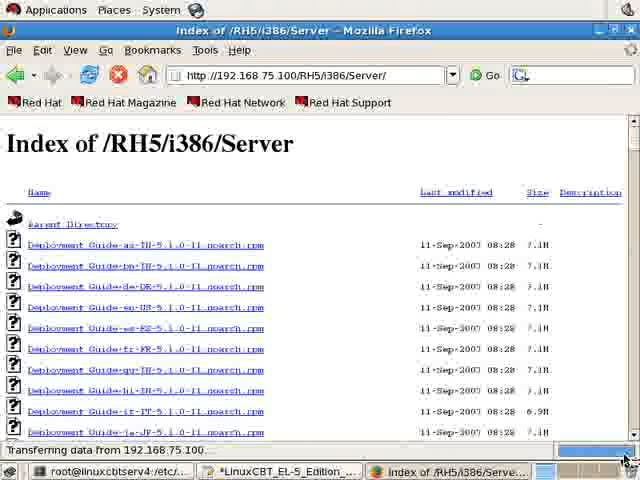 Applications Places System
Index of /RH5/i386/Server - Mozilla Firefox
File Edit View Go Bookmarks Tools Help
http://192.168.75.100/RH5/i386/Server/ Go G
Red Hat Red Hat Magazine Red Hat Network Red Hat Support
Index of /RH5/i386/Server
Name Last modified Size Description
Parent Directory -
Deployment_Guide-as-IN-5.1.0-11.noarch.rpm 11-Sep-2007 08:28 7.1M
Deployment_Guide-bn-IN-5.1.0-11.noarch.rpm 11-Sep-2007 08:28 7.1M
Deployment_Guide-de-DE-5.1.0-11.noarch.rpm 11-Sep-2007 08:28 7.1M
Deployment_Guide-en-US-5.1.0-11.noarch.rpm 11-Sep-2007 08:28 7.1M
Deployment_Guide-es-ES-5.1.0-11.noarch.rpm 11-Sep-2007 08:28 7.1M
Deployment_Guide-fr-FR-5.1.0-11.noarch.rpm 11-Sep-2007 08:28 7.1M
Deployment_Guide-gu-IN-5.1.0-11.noarch.rpm 11-Sep-2007 08:28 7.1M
Deployment_Guide-hi-IN-5.1.0-11.noarch.rpm 11-Sep-2007 08:28 7.1M
Deployment_Guide-it-IT-5.1.0-11.noarch.rpm 11-Sep-2007 08:28 6.9M
Deployment_Guide-ja-JP-5.1.0-11.noarch.rpm 11-Sep-2007 08:28 7.1M
Transferring data from 192.168.75.100...
root@linuxcbtserv4:/etc/... *LinuxCBT_EL-5_Edition_... Index of /RH5/i386/Serve...